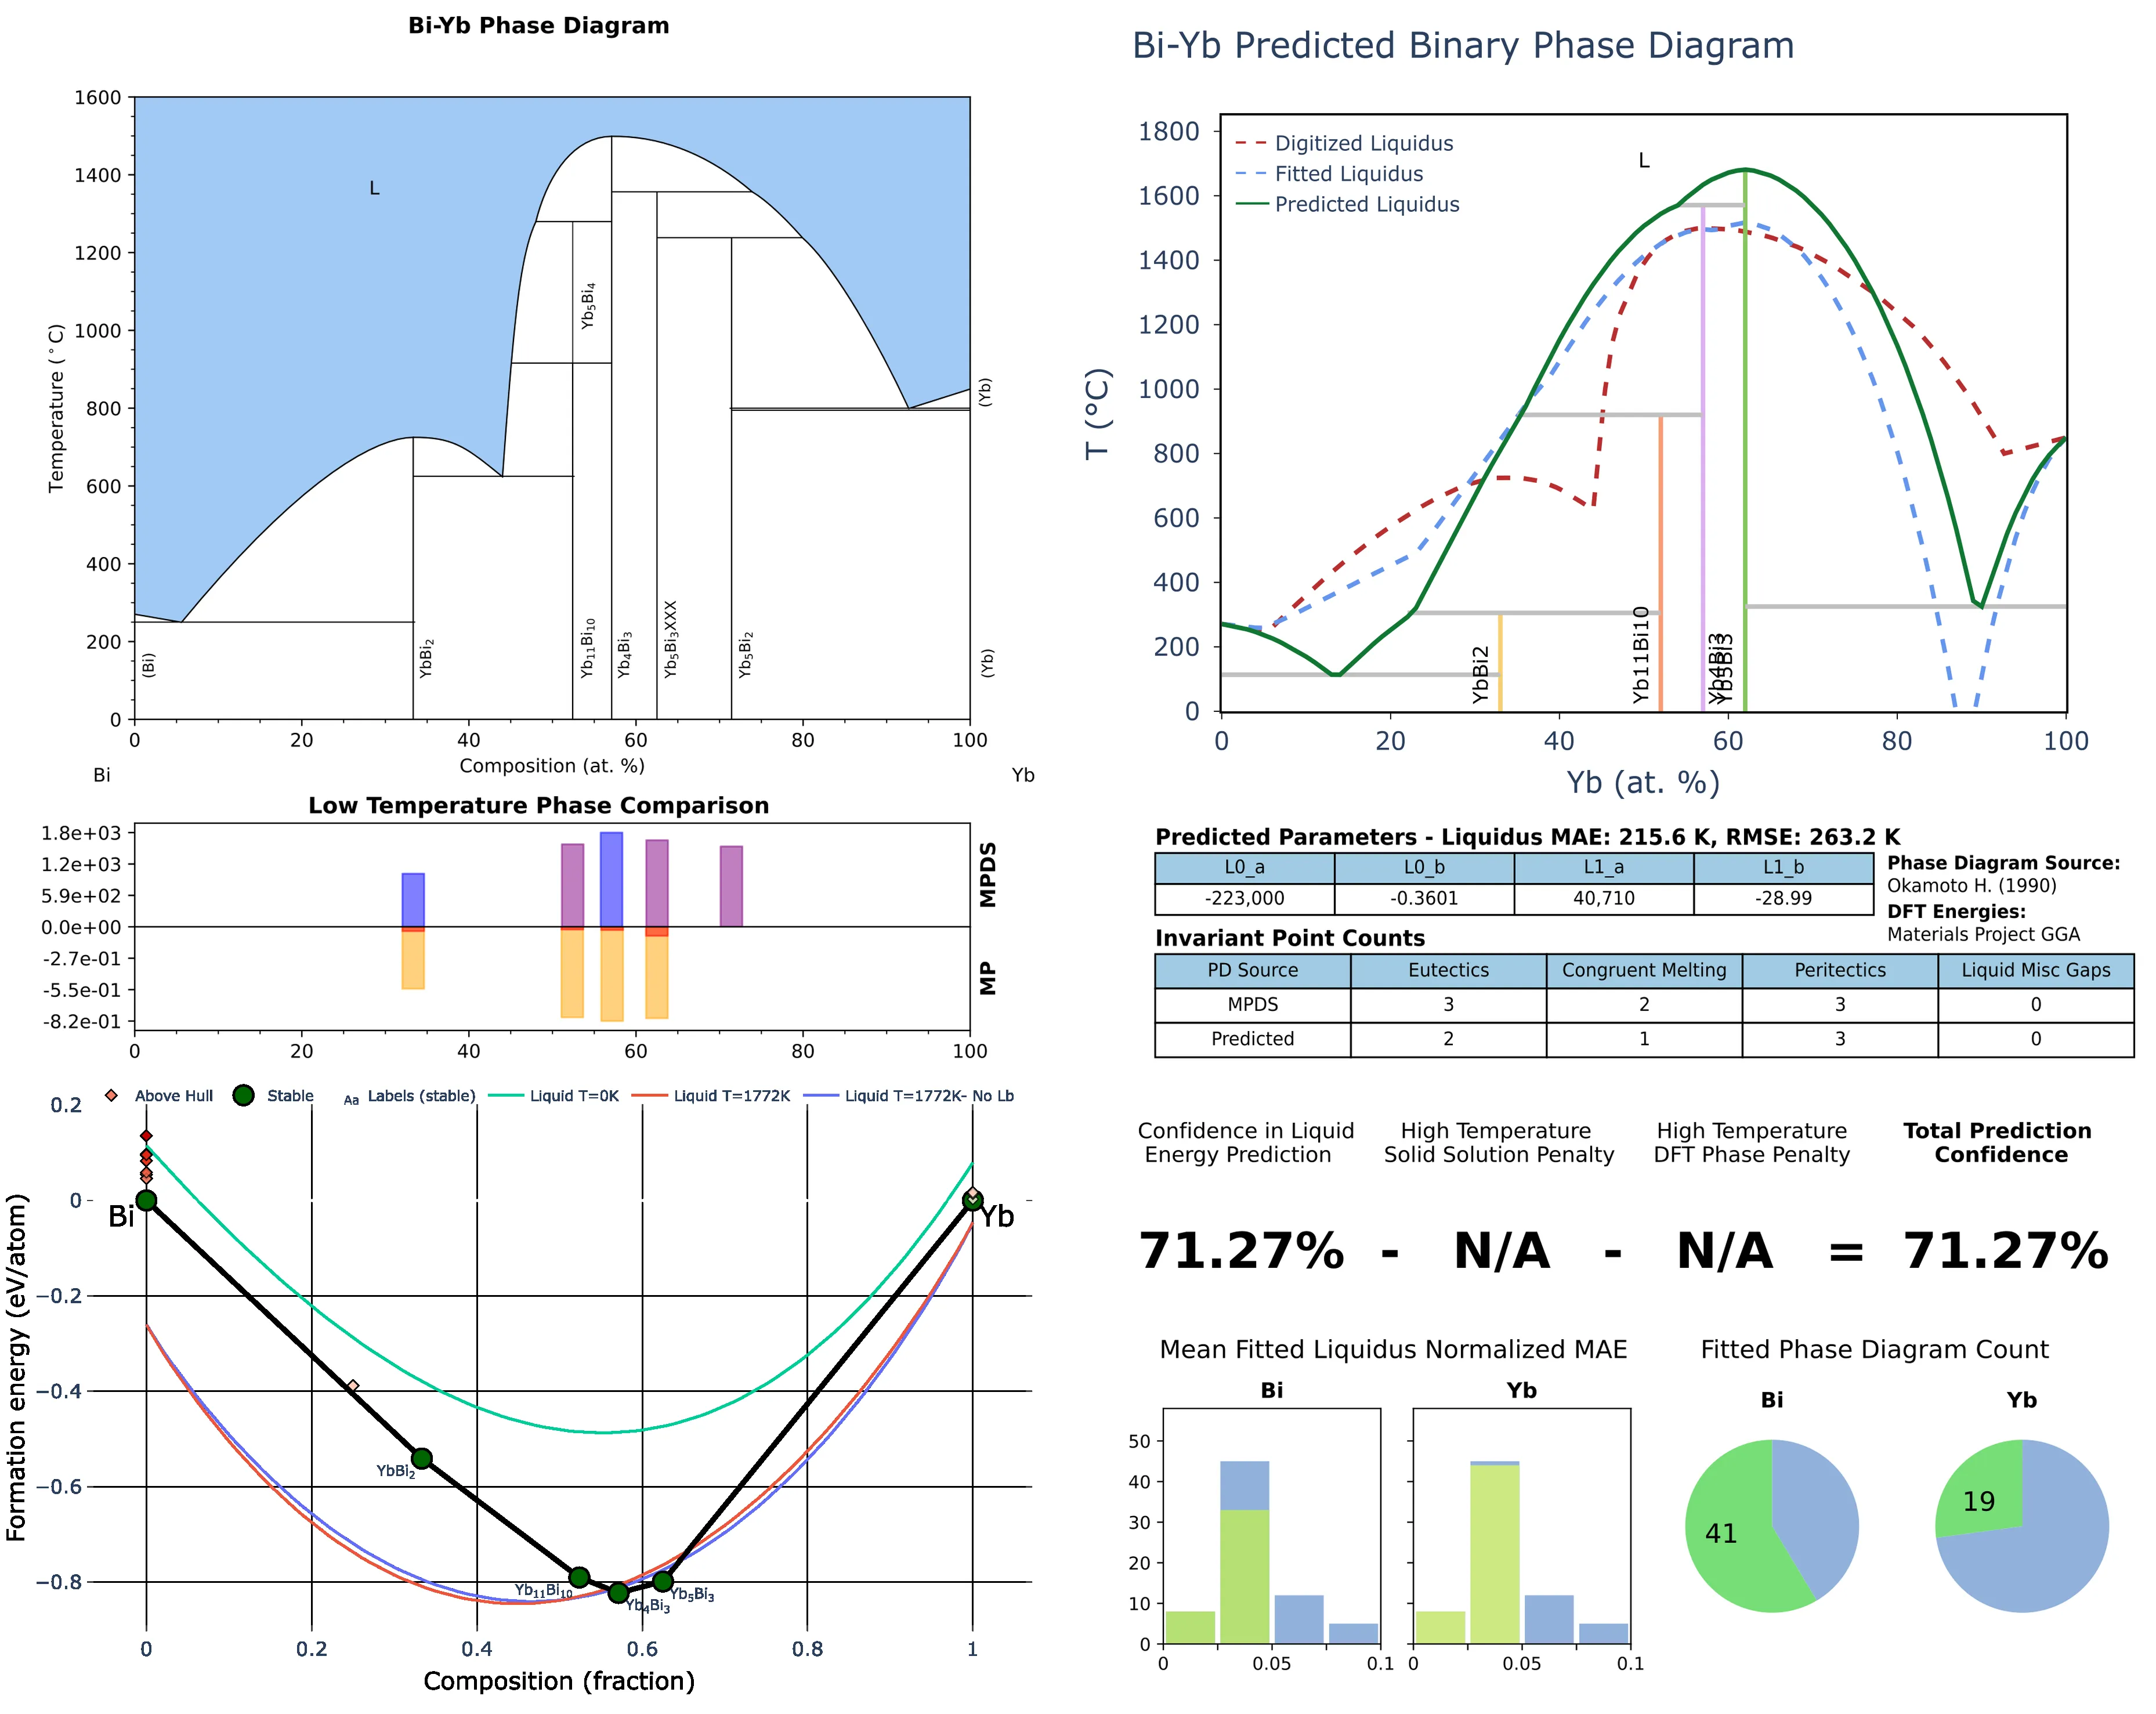 Bi-Yb Phase Diagram
1600
1400
1200
1000
800
600
400
200
0
Temperature (°C)
L
(Bi)
YbBi2
Yb11Bi10
Yb5Bi4
Yb4Bi3
Yb5Bi3XXX
Yb5Bi2
(Yb)
(Yb)
0 20 40 60 80 100
Composition (at. %)
Bi
Yb
Low Temperature Phase Comparison
1.8e+03
1.2e+03
5.9e+02
0.0e+00
-2.7e-01
-5.5e-01
-8.2e-01
MPDS
MP
0 20 40 60 80 100
Above Hull Stable Aa Labels (stable) Liquid T=0K Liquid T=1772K Liquid T=1772K- No Lb
0.2
0
−0.2
−0.4
−0.6
−0.8
Formation energy (eV/atom)
Bi
Yb
YbBi2
Yb11Bi10
Yb4Bi3
Yb5Bi3
0 0.2 0.4 0.6 0.8 1
Composition (fraction)
Bi-Yb Predicted Binary Phase Diagram
1800
1600
1400
1200
1000
800
600
400
200
0
T (°C)
Digitized Liquidus
Fitted Liquidus
Predicted Liquidus
L
YbBi2
Yb11Bi10
Yb4Bi3
Yb5Bi3
0 20 40 60 80 100
Yb (at. %)
Predicted Parameters - Liquidus MAE: 215.6 K, RMSE: 263.2 K
L0_a L0_b L1_a L1_b
-223,000 -0.3601 40,710 -28.99
Phase Diagram Source:
Okamoto H. (1990)
DFT Energies:
Materials Project GGA
Invariant Point Counts
PD Source Eutectics Congruent Melting Peritectics Liquid Misc Gaps
MPDS 3 2 3 0
Predicted 2 1 3 0
Confidence in Liquid
Energy Prediction
High Temperature
Solid Solution Penalty
High Temperature
DFT Phase Penalty
Total Prediction
Confidence
71.27% - N/A - N/A = 71.27%
Mean Fitted Liquidus Normalized MAE
Bi
Yb
50
40
30
20
10
0
0 0.05 0.1
0 0.05 0.1
Fitted Phase Diagram Count
Bi
Yb
41
19